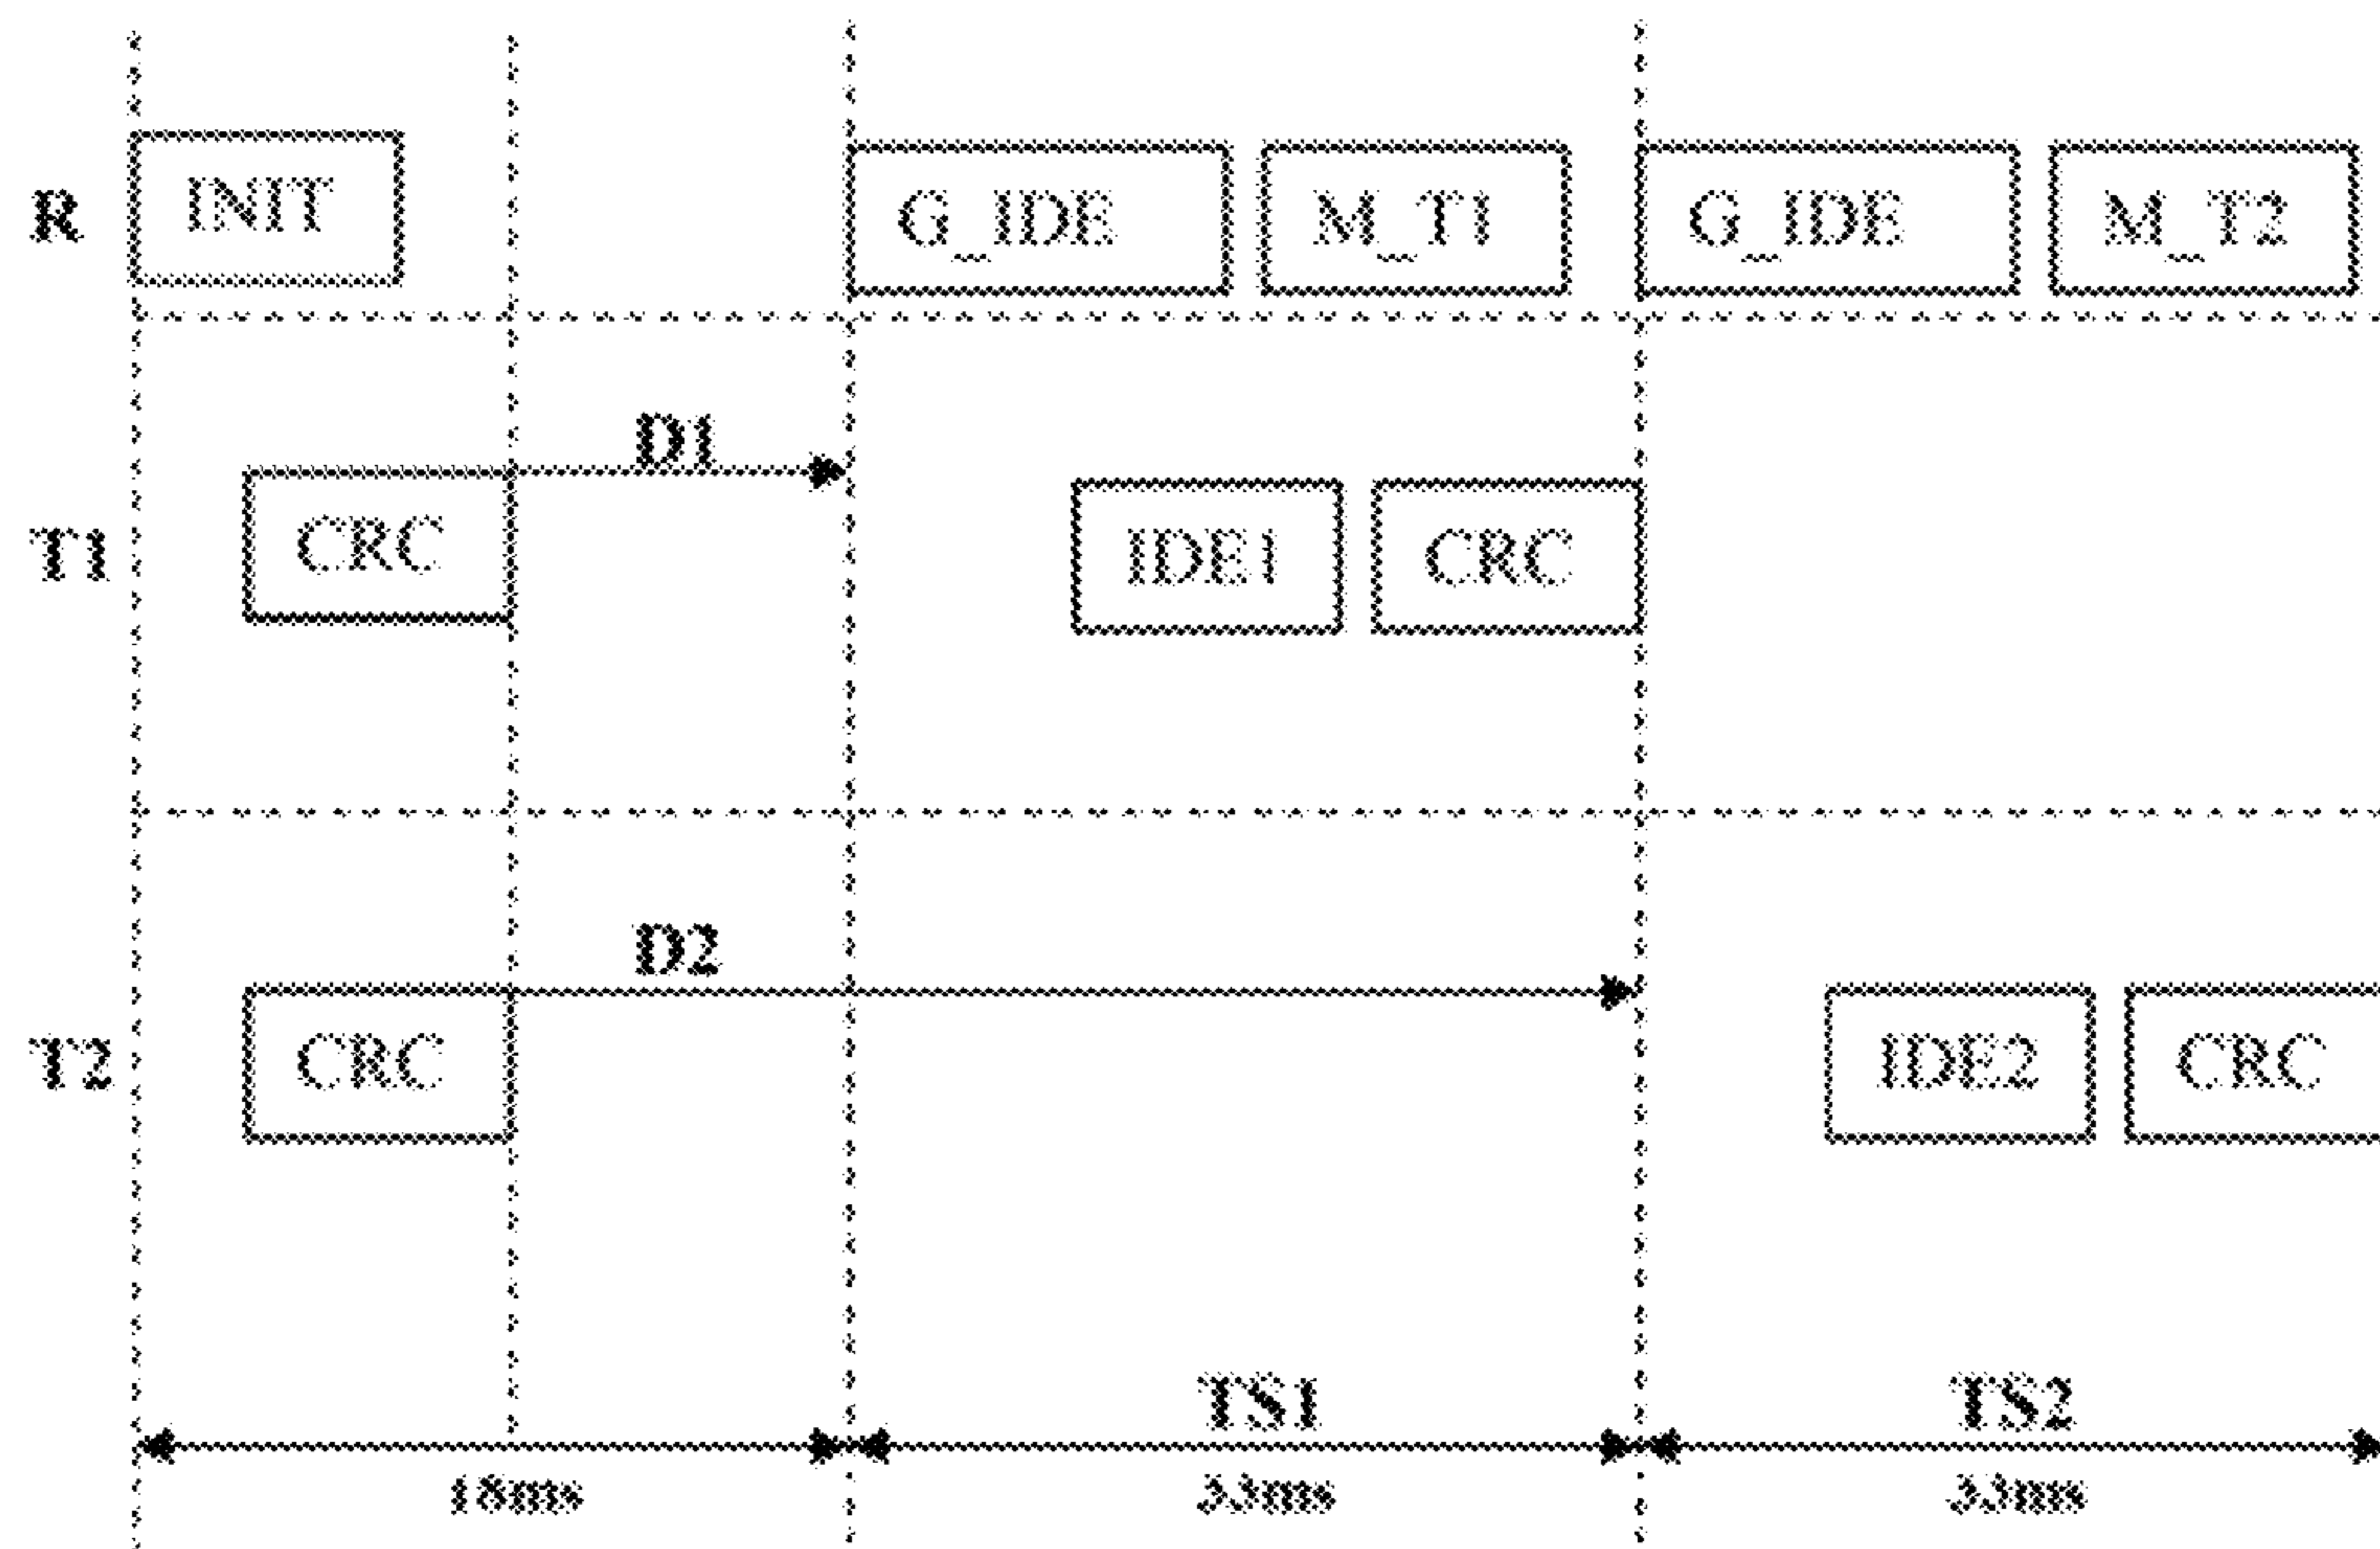 R INIT G_IDE M_T1 G_IDE M_T2
D1
T1 CRC IDE1 CRC
D2
T2 CRC IDE2 CRC
TS1 TS2
18ms 33ms 33ms